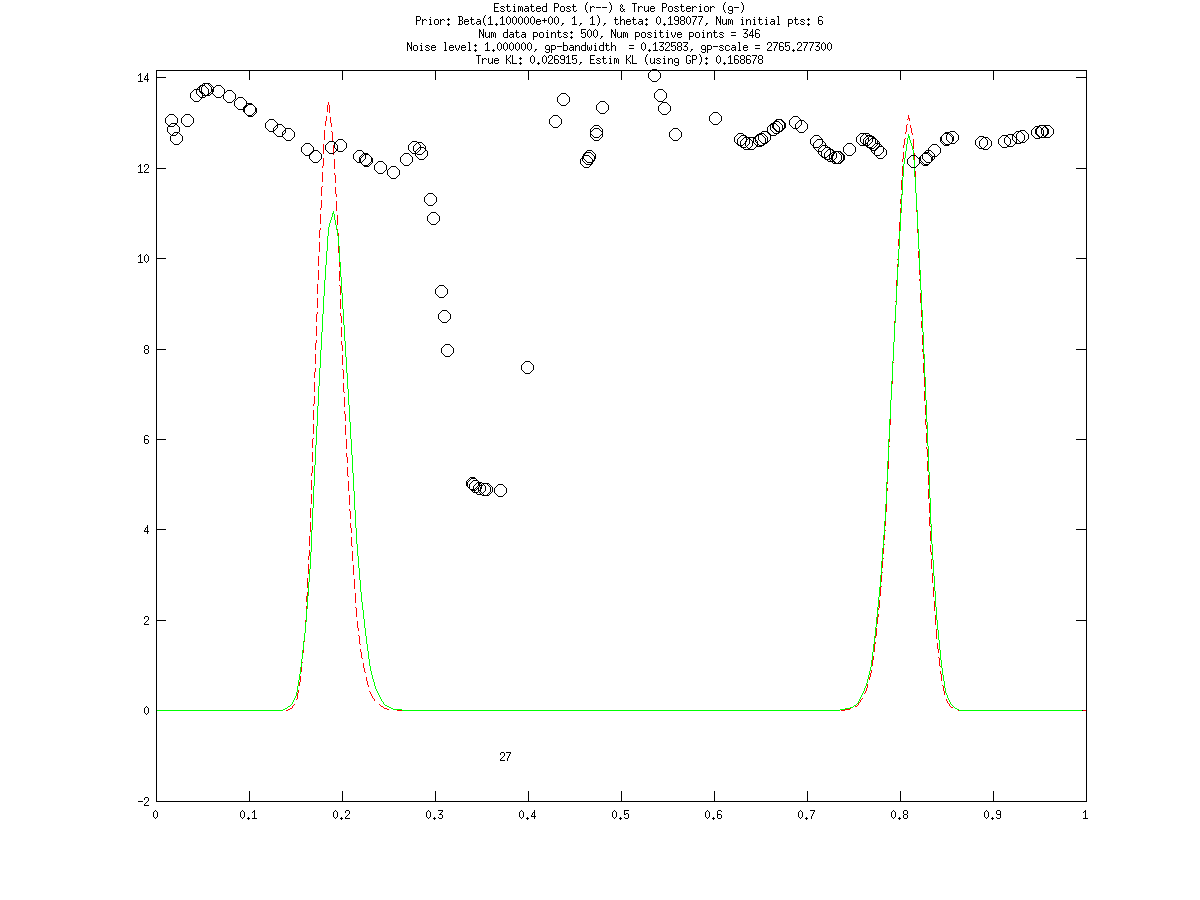 Estimated Post (r--) & True Posterior (g-)
Prior: Beta(1.100000e+00, 1, 1), theta: 0.198077, Num initial pts: 6
Num data points: 500, Num positive points = 346
Noise level: 1.000000, gp-bandwidth  = 0.132583, gp-scale = 2765.277300
True KL: 0.026915, Estim KL (using GP): 0.168678
14
12
10
8
6
4
2
0
27
-2
0 0.1 0.2 0.3 0.4 0.5 0.6 0.7 0.8 0.9 1